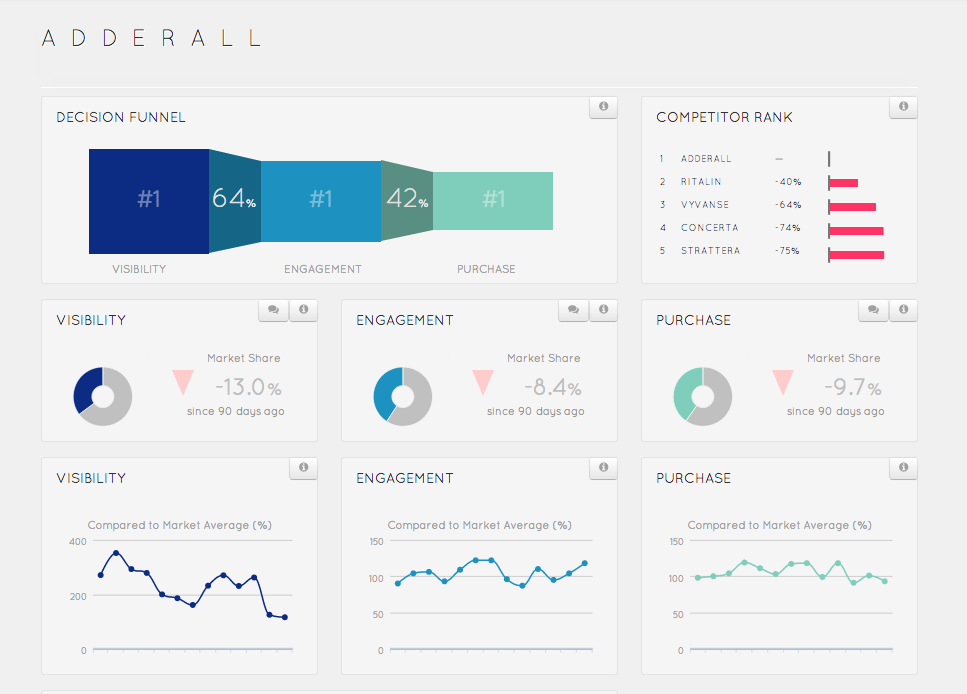 ADDERALL
DECISION FUNNEL
#1
64%
#1
42%
#1
VISIBILITY
ENGAGEMENT
PURCHASE
COMPETITOR RANK
1 ADDERALL —
2 RITALIN -40%
3 VYVANSE -64%
4 CONCERTA -74%
5 STRATTERA -75%
VISIBILITY
Market Share
-13.0%
since 90 days ago
ENGAGEMENT
Market Share
-8.4%
since 90 days ago
PURCHASE
Market Share
-9.7%
since 90 days ago
VISIBILITY
Compared to Market Average (%)
400
200
0
ENGAGEMENT
Compared to Market Average (%)
150
100
50
0
PURCHASE
Compared to Market Average (%)
150
100
50
0